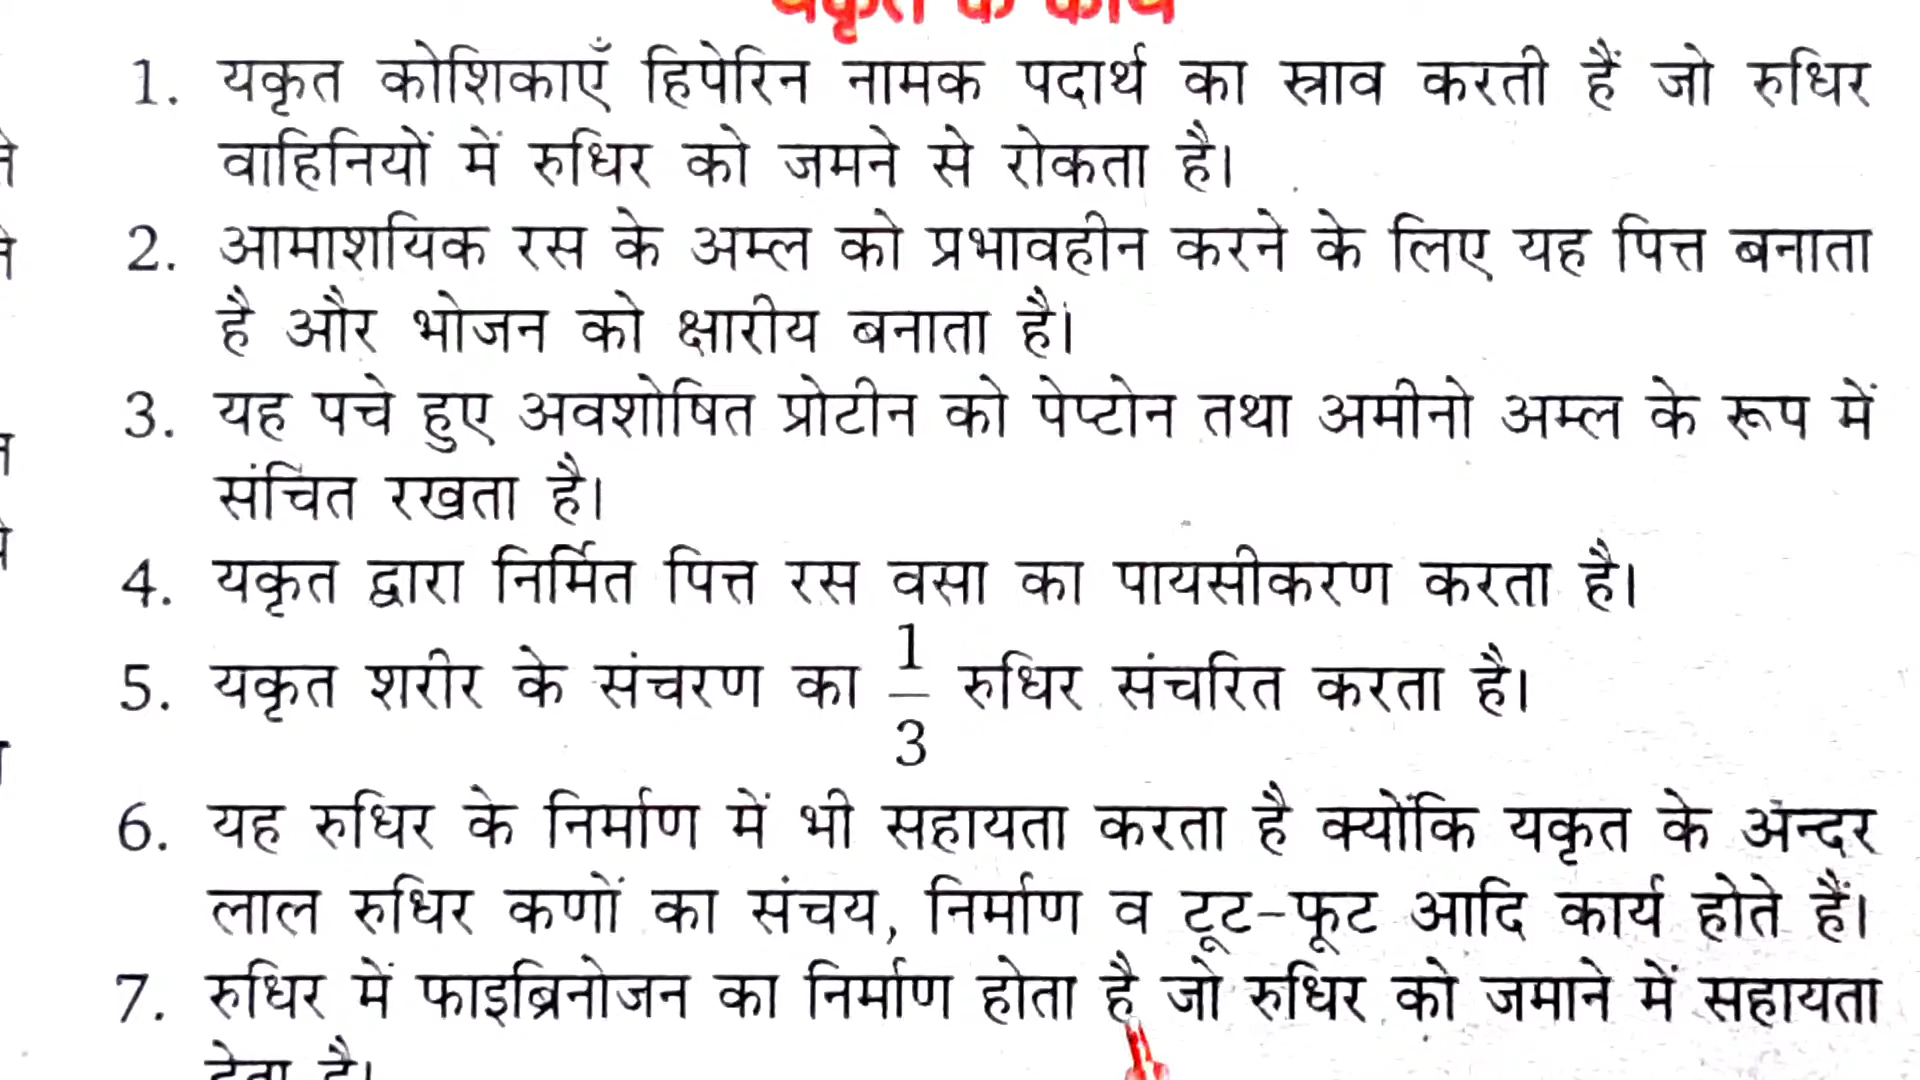 यकृत के कार्य
1. यकृत कोशिकाएँ हिपेरिन नामक पदार्थ का स्राव करती हैं जो रुधिर
वाहिनियों में रुधिर को जमने से रोकता है।
2. आमाशयिक रस के अम्ल को प्रभावहीन करने के लिए यह पित्त बनाता
है और भोजन को क्षारीय बनाता है।
3. यह पचे हुए अवशोषित प्रोटीन को पेप्टोन तथा अमीनो अम्ल के रूप में
संचित रखता है।
4. यकृत द्वारा निर्मित पित्त रस वसा का पायसीकरण करता है।
5. यकृत शरीर के संचरण का 1/3 रुधिर संचरित करता है।
6. यह रुधिर के निर्माण में भी सहायता करता है क्योंकि यकृत के अन्दर
लाल रुधिर कणों का संचय, निर्माण व टूट-फूट आदि कार्य होते हैं।
7. रुधिर में फाइब्रिनोजन का निर्माण होता है जो रुधिर को जमाने में सहायता
देता है।